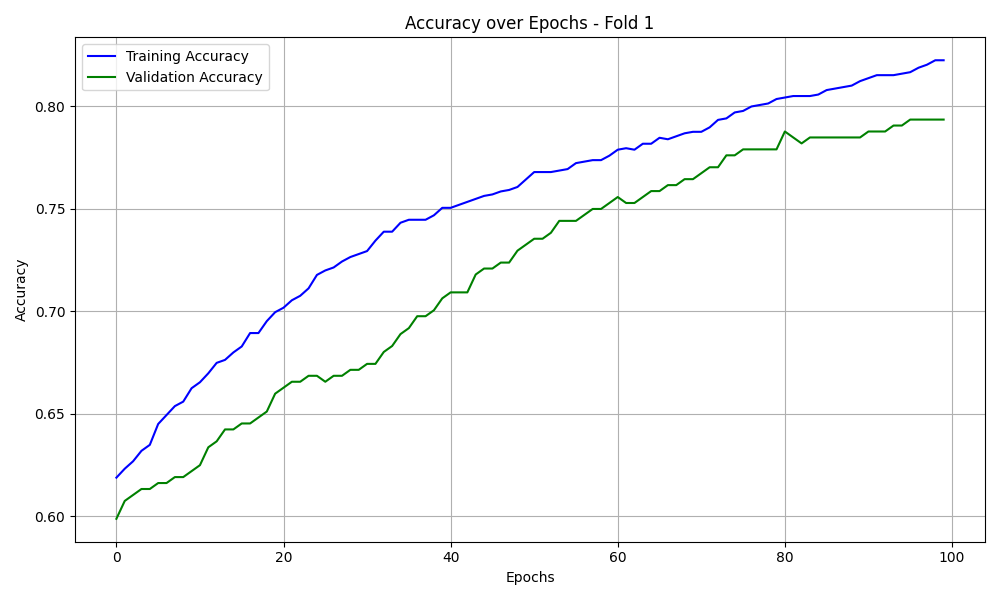 Accuracy over Epochs - Fold 1
Training Accuracy
Validation Accuracy
Accuracy
0.80
0.75
0.70
0.65
0.60
0 20 40 60 80 100
Epochs